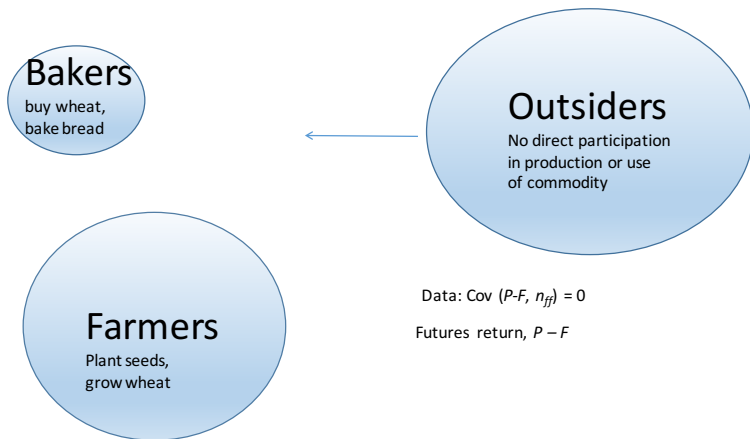 Bakers
buy wheat,
bake bread
Outsiders
No direct participation
in production or use
of commodity
Farmers
Plant seeds,
grow wheat
Data: Cov (P-F, nff) = 0
Futures return, P – F